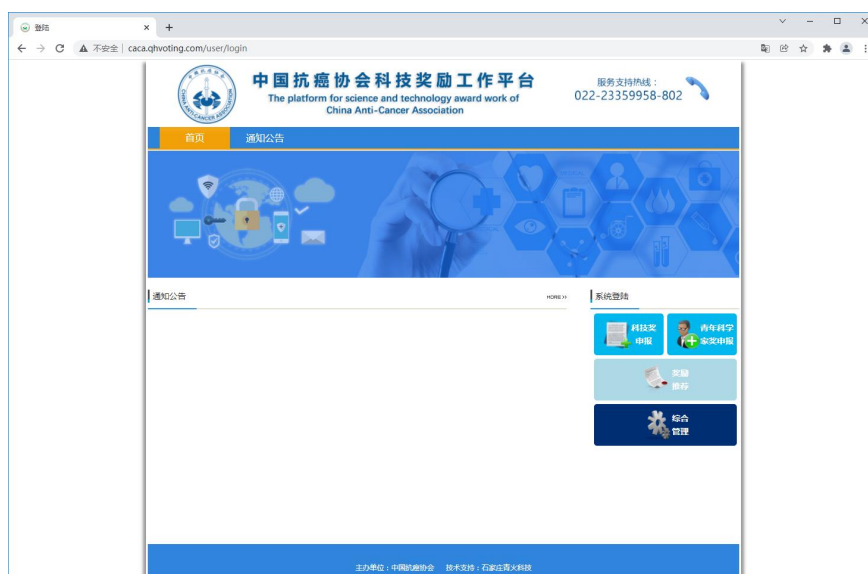 登陆
不安全 caca.qhvoting.com/user/login
中国抗癌协会科技奖励工作平台
The platform for science and technology award work of
China Anti-Cancer Association
服务支持热线：
022-23359958-802
首页 通知公告
通知公告 HOME >>
系统登陆
科技奖
申报
青年科学
家奖申报
奖励
推荐
综合
管理
主办单位：中国抗癌协会 技术支持：石家庄青火科技